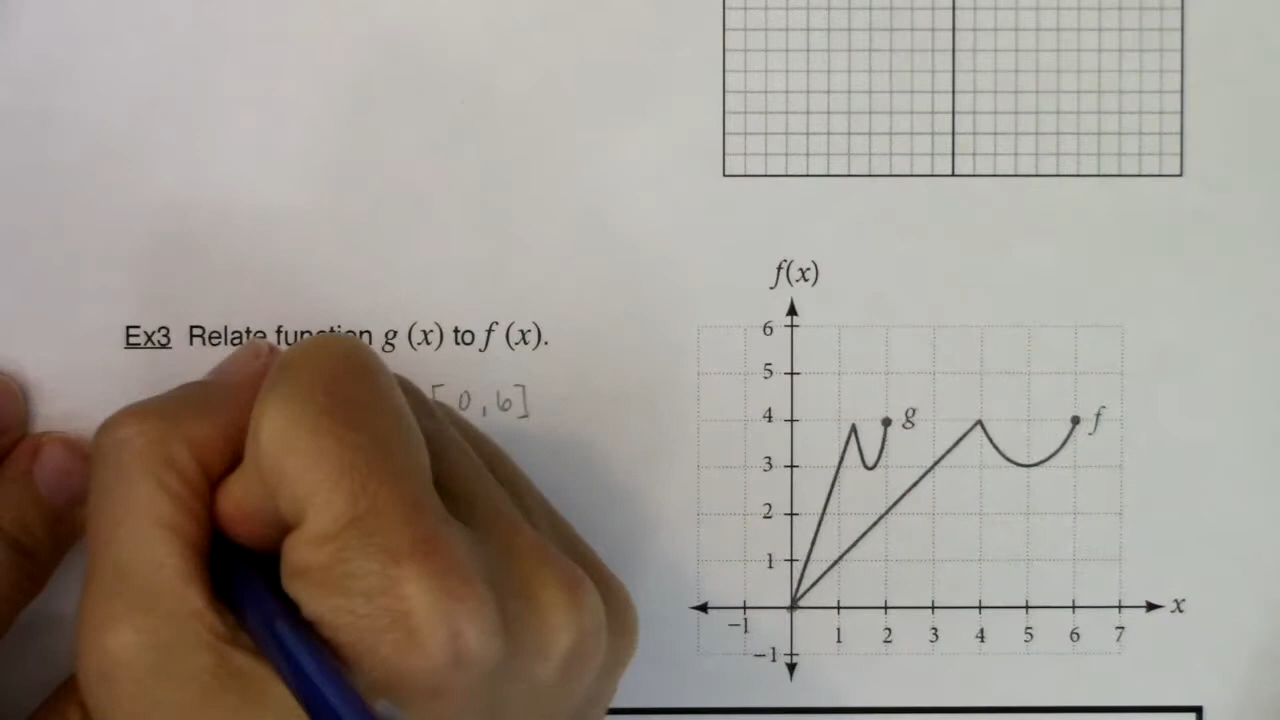 Ex3 Relate function g (x) to f (x).
[0, 6]
f(x)
6
5
4
3
2
1
−1
g
f
−1 1 2 3 4 5 6 7
x